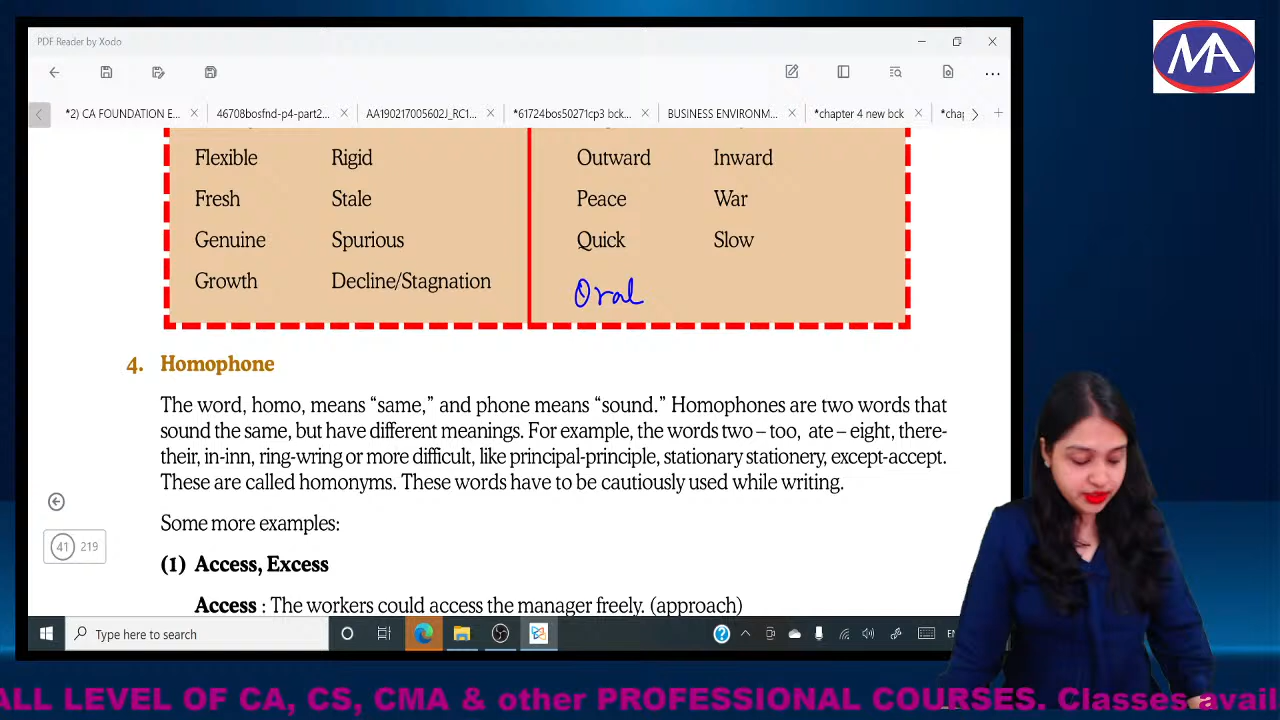 PDF Reader by Xodo
MA
*2) CA FOUNDATION E...
46708bosfnd-p4-part2...
AA190217005602J_RC1...
*61724bos50271cp3 bck...
BUSINESS ENVIRONM...
*chapter 4 new bck
*chap
Flexible Rigid
Fresh Stale
Genuine Spurious
Growth Decline/Stagnation
Outward Inward
Peace War
Quick Slow
Oral
4. Homophone
The word, homo, means “same,” and phone means “sound.” Homophones are two words that
sound the same, but have different meanings. For example, the words two – too, ate – eight, there-
their, in-inn, ring-wring or more difficult, like principal-principle, stationary stationery, except-accept.
These are called homonyms. These words have to be cautiously used while writing.
Some more examples:
41 219
(1) Access, Excess
Access : The workers could access the manager freely. (approach)
Type here to search
ALL LEVEL OF CA, CS, CMA & other PROFESSIONAL COURSES. Classes avail